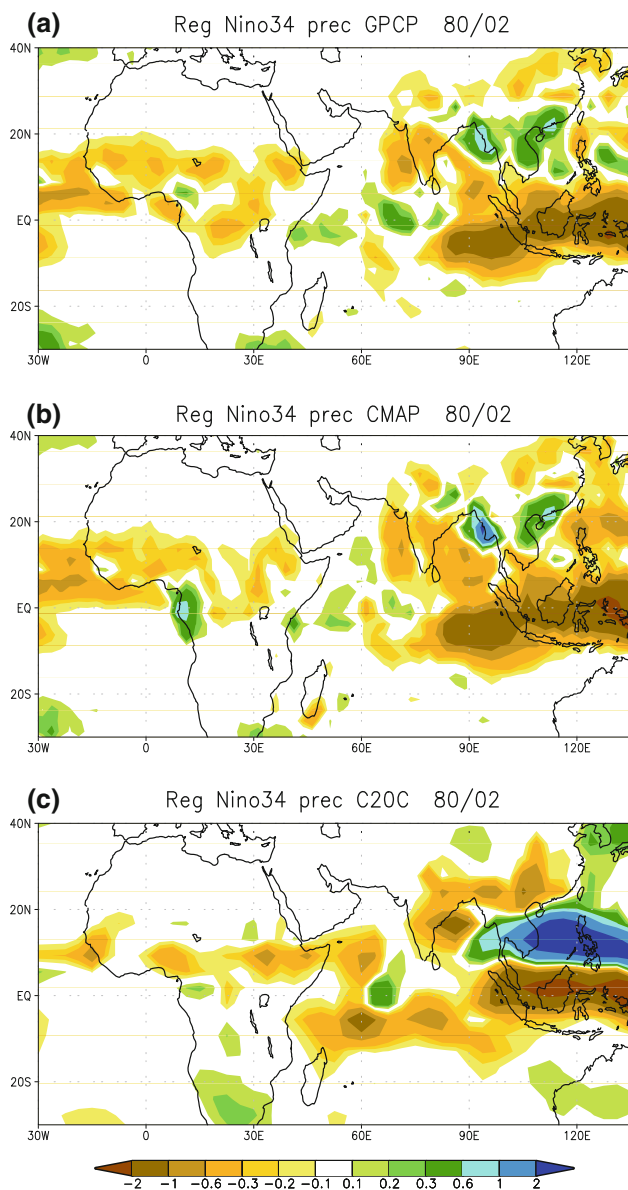 (a) Reg Nino34 prec GPCP 80/02
40N
20N
EQ
20S
30W 0 30E 60E 90E 120E
(b) Reg Nino34 prec CMAP 80/02
40N
20N
EQ
20S
30W 0 30E 60E 90E 120E
(c) Reg Nino34 prec C20C 80/02
40N
20N
EQ
20S
30W 0 30E 60E 90E 120E
-2 -1 -0.6 -0.3 -0.2 -0.1 0.1 0.2 0.3 0.6 1 2